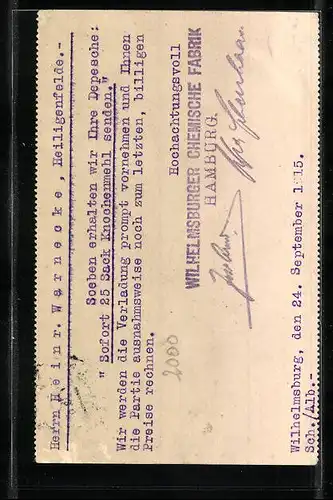 Wilhelmsburg, den 24. September 1915.
Sch./Alb.-
Herrn Heinr. Warnecke, Heiligenfelde.-
Soeben erhalten wir Ihre Depesche:
" Sofort 25 Sack Knochenmehl senden."
Wir werden die Verladung prompt vornehmen und Ihnen
die Partie ausnahmsweise noch zum letzten, billigen
Preise rechnen.
Hochachtungsvoll
WILHELMSBURGER CHEMISCHE FABRIK
HAMBURG.
2000